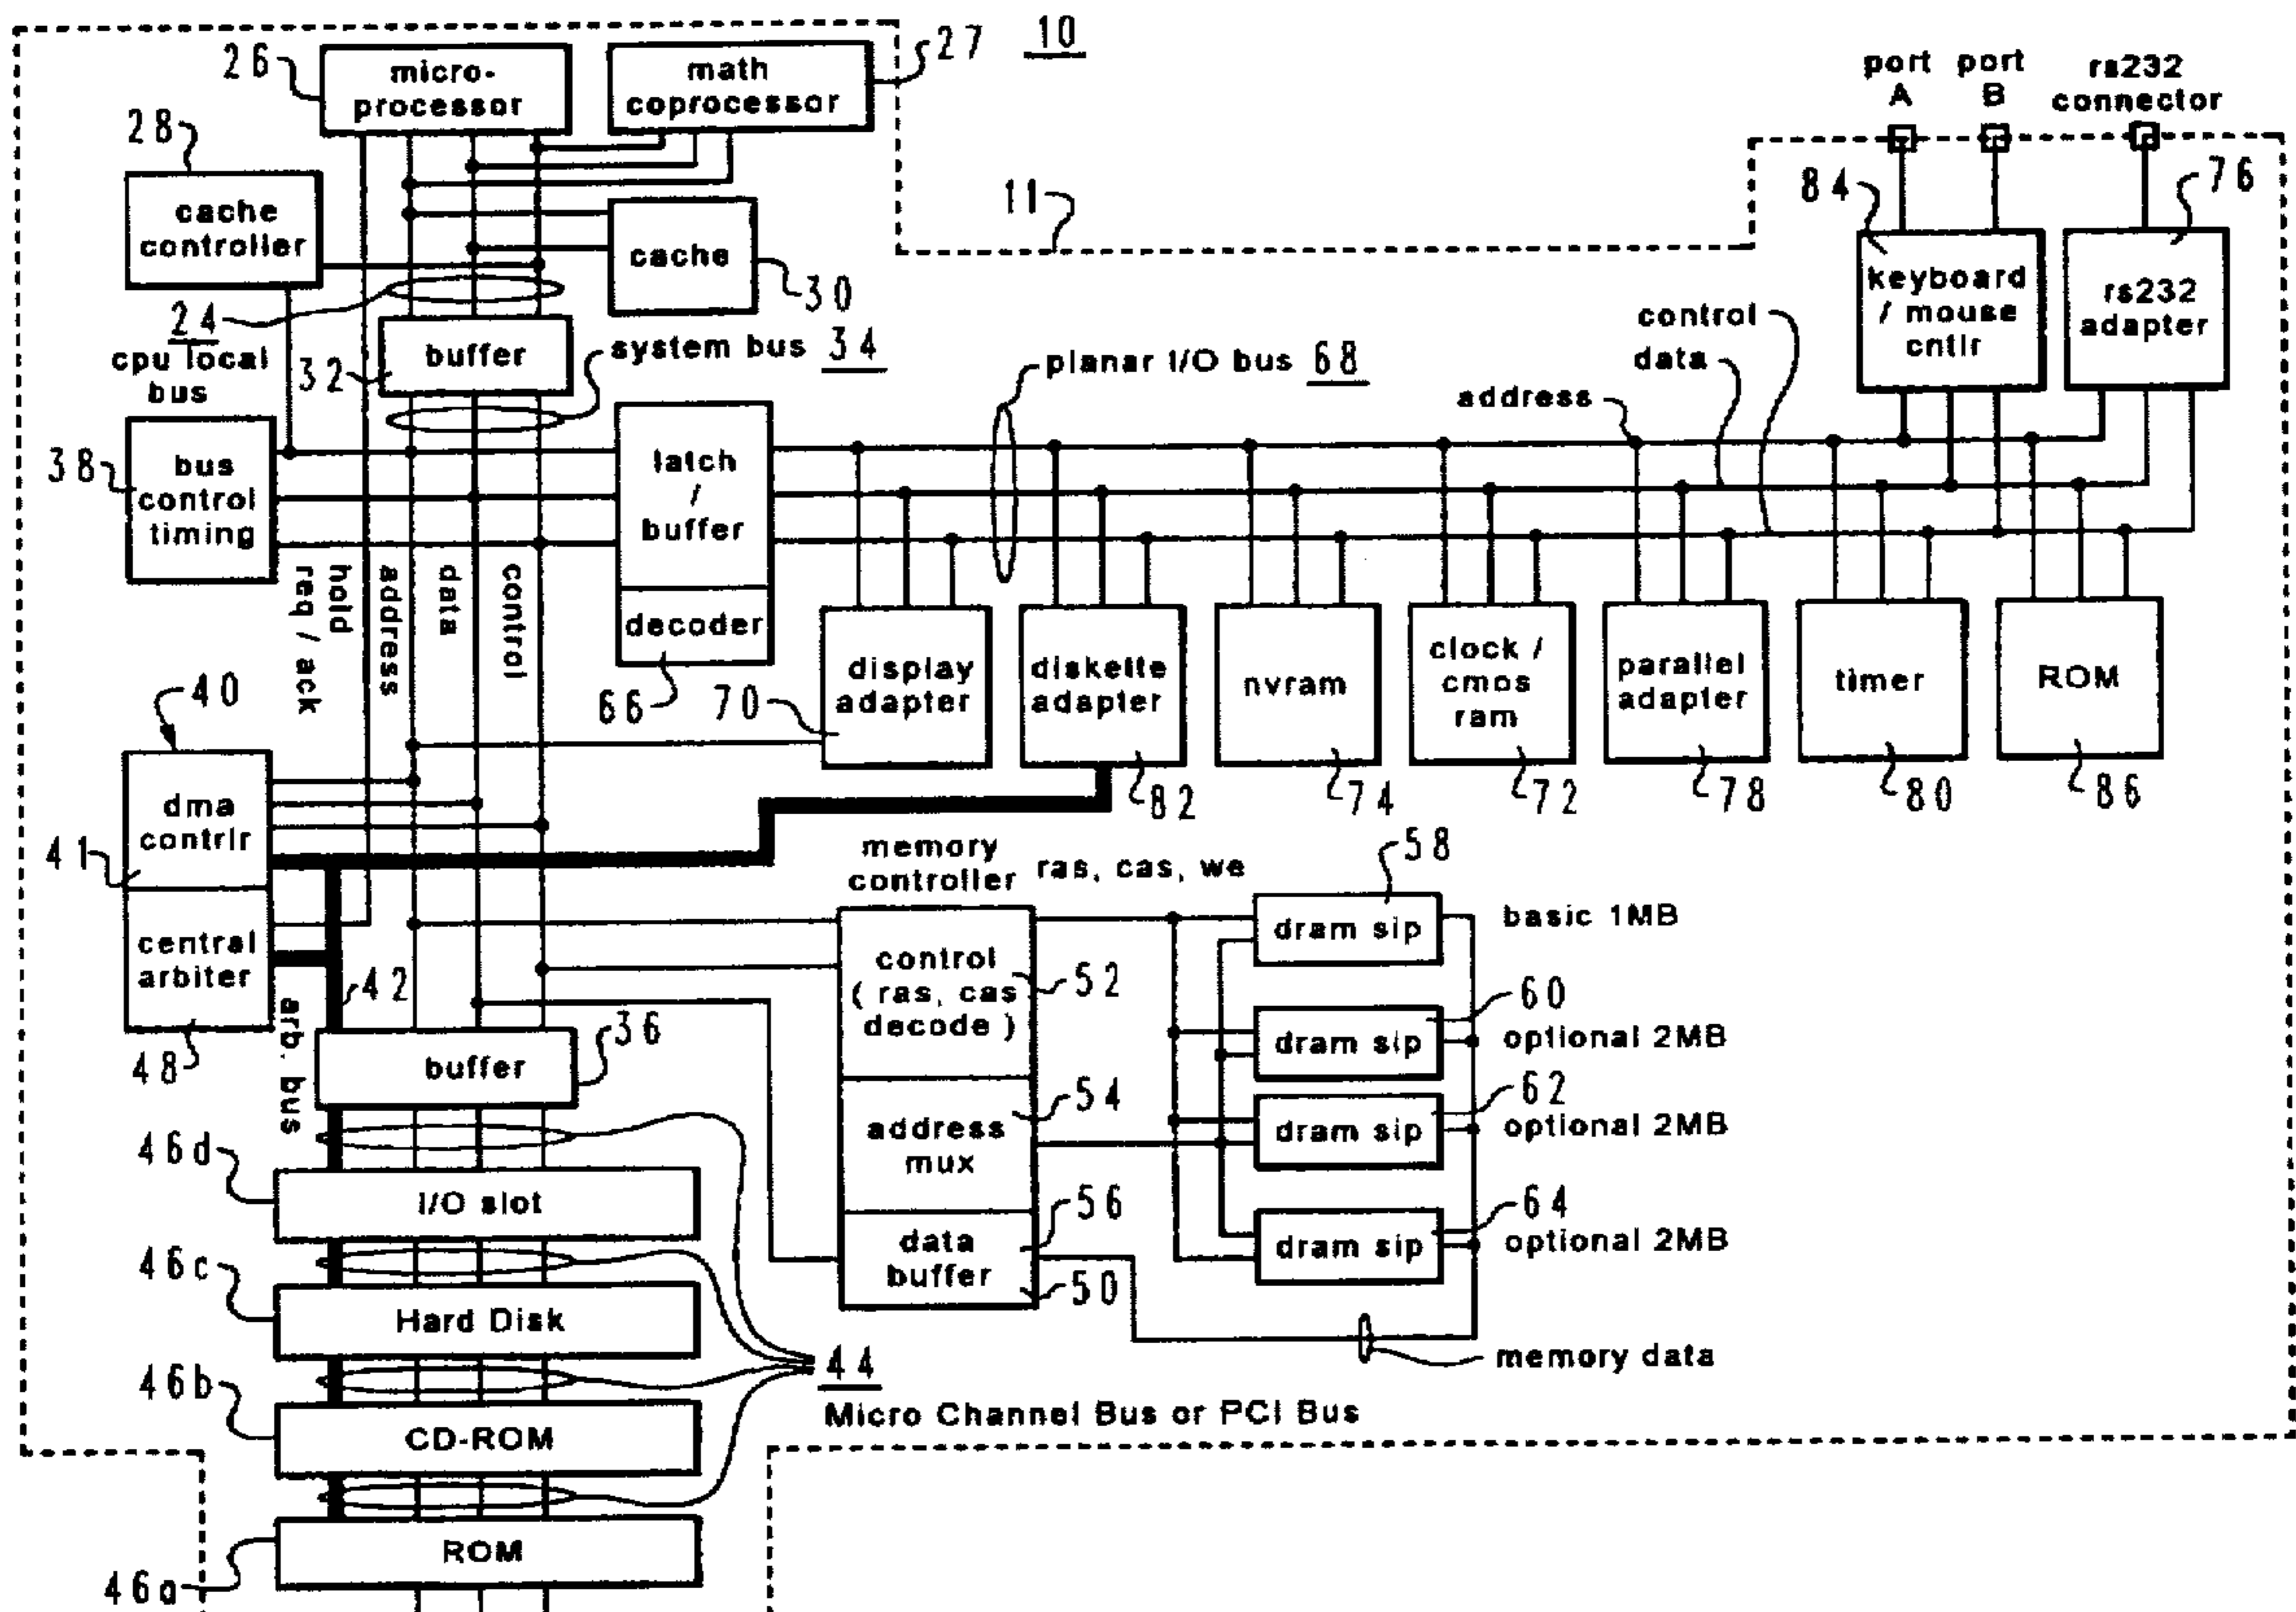 10
26
micro-
processor
math
coprocessor
27
port
A
port
B
rs232
connector
28
cache
controller
cache
30
11
84
keyboard
/ mouse
cntlr
76
rs232
adapter
24
cpu local
bus
32
buffer
system bus 34
planar I/O bus 68
control
data
address
38
bus
control
timing
latch
/
buffer
decoder
66
hold
req / ack
address
data
control
70
display
adapter
diskette
adapter
82
nvram
74
clock /
cmos
ram
72
parallel
adapter
78
timer
80
ROM
86
40
dma
contrlr
41
central
arbiter
48
42
arb. bus
memory
controller
ras, cas, we
control
( ras, cas
decode )
52
address
mux
54
data
buffer
56
50
58
dram sip
basic 1MB
60
dram sip
optional 2MB
62
dram sip
optional 2MB
64
dram sip
optional 2MB
memory data
buffer
36
46d
I/O slot
46c
Hard Disk
46b
CD-ROM
46a
ROM
44
Micro Channel Bus or PCI Bus